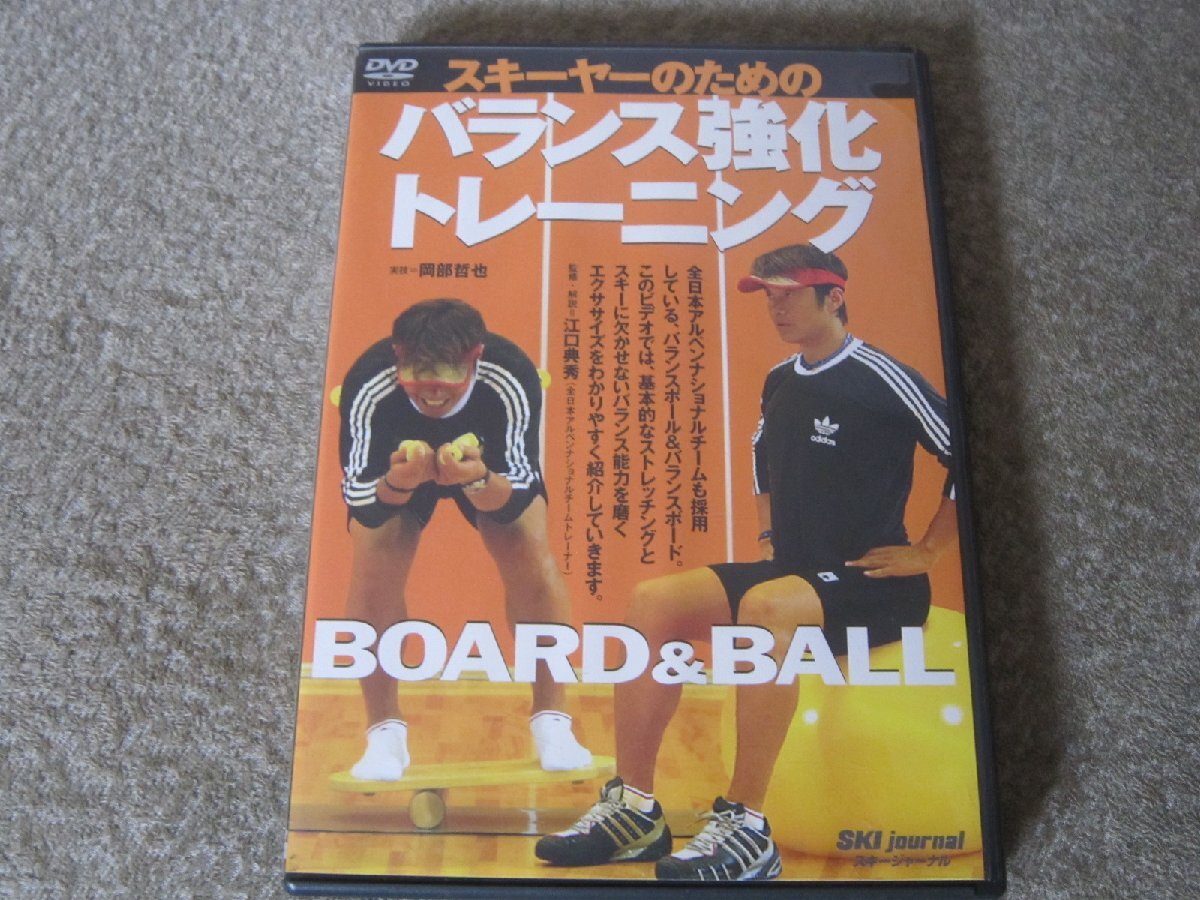 DVD
VIDEO
スキーヤーのための
バランス強化
トレーニング
実技＝岡部哲也
全日本アルペンナショナルチームも採用
している、バランスボール&バランスボード。
このビデオでは、基本的なストレッチングと
スキーに欠かせないバランス能力を磨く
エクササイズをわかりやすく紹介していきます。
監修・解説＝江口典秀（全日本アルペンナショナルチームトレーナー）
adidas
BOARD&BALL
SKI journal
スキージャーナル